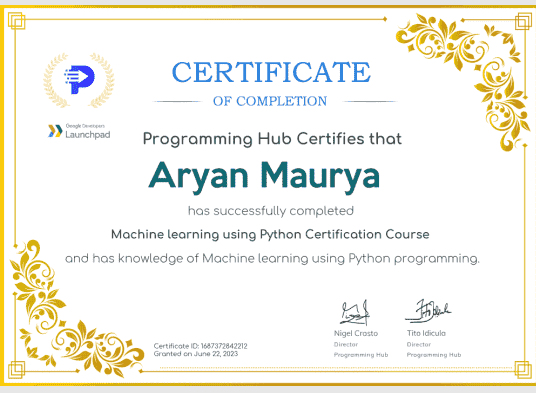 CERTIFICATE
OF COMPLETION
Google Developers
Launchpad
Programming Hub Certifies that
Aryan Maurya
has successfully completed
Machine learning using Python Certification Course
and has knowledge of Machine learning using Python programming.
Nigel Crasto
Director
Programming Hub
Tito Idicula
Director
Programming Hub
Certificate ID: 1687372842212
Granted on June 22, 2023